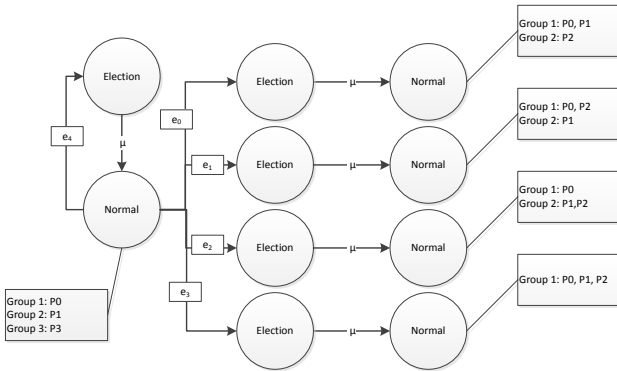 Group 1: P0, P1
Group 2: P2
Election
Election
μ
Normal
e4
e0
μ
Group 1: P0, P2
Group 2: P1
e1
Election
μ
Normal
Normal
Group 1: P0
Group 2: P1,P2
e2
Election
μ
Normal
e3
Group 1: P0, P1, P2
Group 1: P0
Group 2: P1
Group 3: P3
Election
μ
Normal